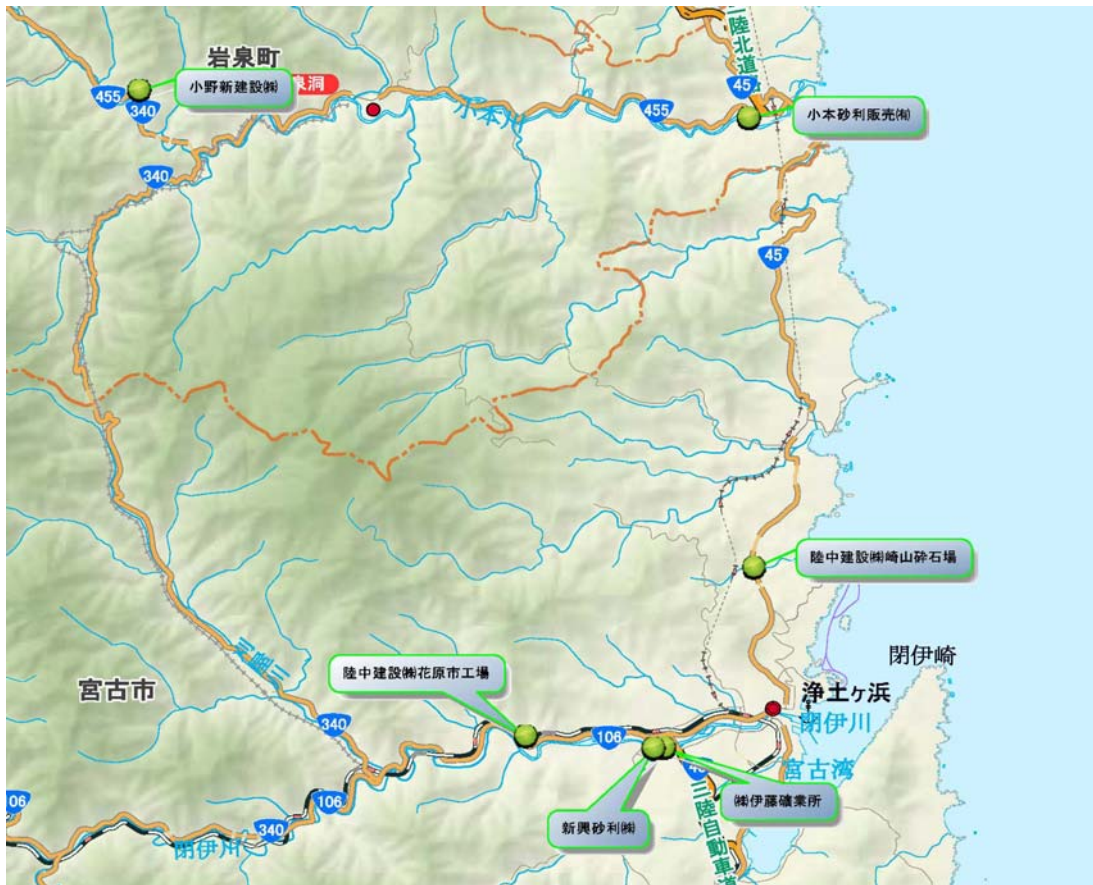 三陸北道
岩泉町
泉洞
小野新建設㈱
455
340
45
小本川
455
小本砂利販売㈲
340
45
陸中建設㈱崎山砕石場
閉伊崎
宮古市
陸中建設㈱花原市工場
浄土ヶ浜
閉伊川
340
106
宮古湾
㈱伊藤礦業所
106
106
新興砂利㈱
340
三陸自動車道
閉伊川